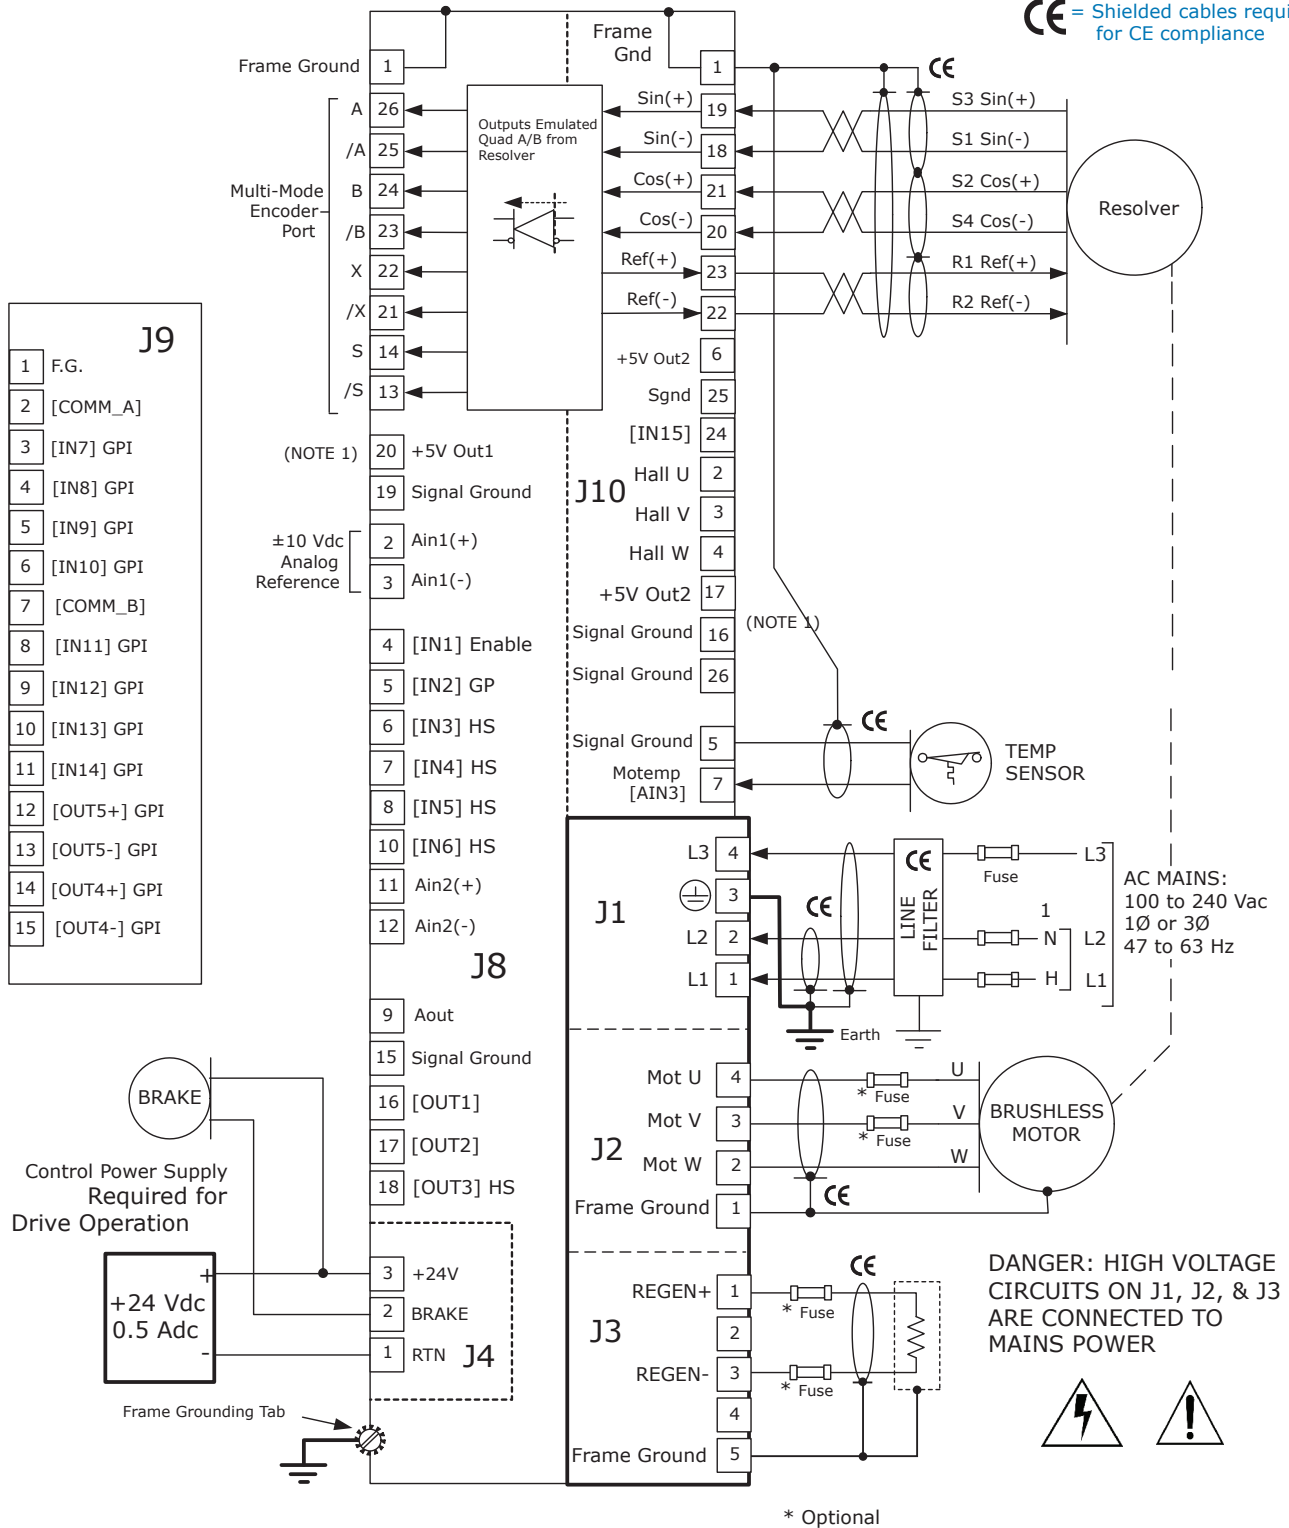 CE = Shielded cables requi
for CE compliance
Frame Ground 1
Frame
Gnd
1
CE
A 26
/A 25
B 24
/B 23
X 22
/X 21
S 14
/S 13
Multi-Mode
Encoder
Port
Outputs Emulated
Quad A/B from
Resolver
Sin(+) 19
Sin(-) 18
Cos(+) 21
Cos(-) 20
Ref(+) 23
Ref(-) 22
S3 Sin(+)
S1 Sin(-)
S2 Cos(+)
S4 Cos(-)
R1 Ref(+)
R2 Ref(-)
Resolver
J9
1 F.G.
2 [COMM_A]
3 [IN7] GPI
4 [IN8] GPI
5 [IN9] GPI
6 [IN10] GPI
7 [COMM_B]
8 [IN11] GPI
9 [IN12] GPI
10 [IN13] GPI
11 [IN14] GPI
12 [OUT5+] GPI
13 [OUT5-] GPI
14 [OUT4+] GPI
15 [OUT4-] GPI
(NOTE 1) 20 +5V Out1
19 Signal Ground
±10 Vdc
Analog
Reference
2 Ain1(+)
3 Ain1(-)
4 [IN1] Enable
5 [IN2] GP
6 [IN3] HS
7 [IN4] HS
8 [IN5] HS
10 [IN6] HS
11 Ain2(+)
12 Ain2(-)
J8
9 Aout
15 Signal Ground
16 [OUT1]
17 [OUT2]
18 [OUT3] HS
J10
+5V Out2 6
Sgnd 25
[IN15] 24
Hall U 2
Hall V 3
Hall W 4
+5V Out2 17
Signal Ground 16
(NOTE 1)
Signal Ground 26
Signal Ground 5
Motemp
[AIN3] 7
CE
TEMP
SENSOR
J1
L3 4
3
L2 2
L1 1
CE
Earth
CE
LINE
FILTER
Fuse
L3
1
N L2
H L1
AC MAINS:
100 to 240 Vac
1Ø or 3Ø
47 to 63 Hz
J2
Mot U 4
Mot V 3
Mot W 2
Frame Ground 1
* Fuse
* Fuse
U
V
W
CE
BRUSHLESS
MOTOR
BRAKE
Control Power Supply
Required for
Drive Operation
+
+24 Vdc
0.5 Adc
-
3 +24V
2 BRAKE
1 RTN
J4
Frame Grounding Tab
J3
REGEN+ 1
2
REGEN- 3
4
Frame Ground 5
* Fuse
* Fuse
CE
DANGER: HIGH VOLTAGE
CIRCUITS ON J1, J2, & J3
ARE CONNECTED TO
MAINS POWER
* Optional